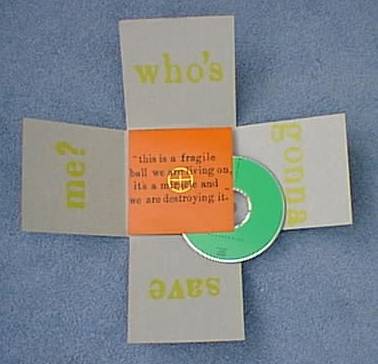 who's
gonna
save
me?
"this is a fragile
ball we are living on,
its a miracle and
we are destroying it."